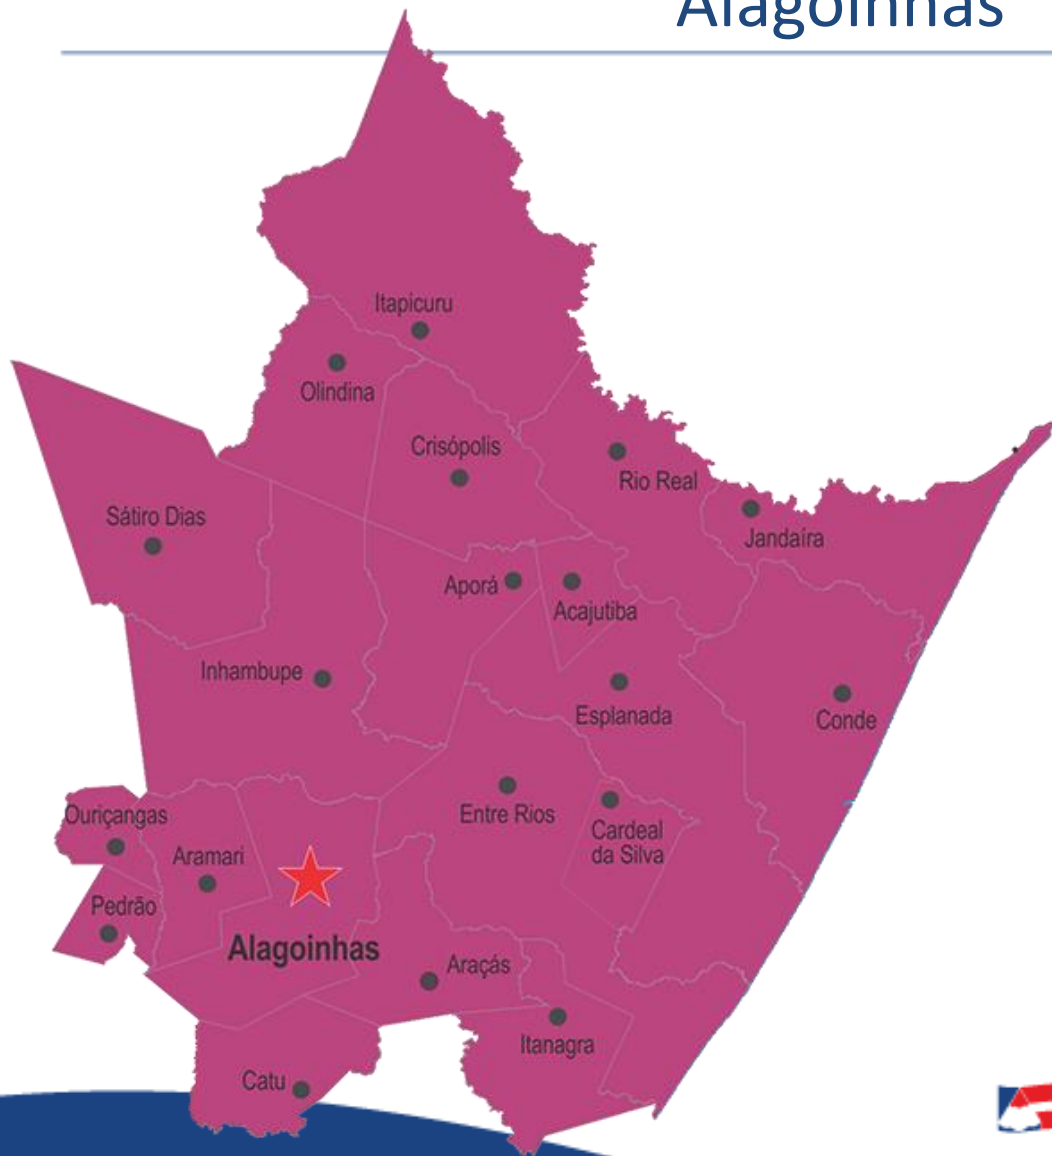 Alagoinhas
Itapicuru
Olindina
Crisópolis
Rio Real
Sátiro Dias
Jandaíra
Aporá
Acajutiba
Inhambupe
Esplanada
Conde
Ouriçangas
Entre Rios
Cardeal
da Silva
Aramari
Pedrão
Alagoinhas
Araçás
Itanagra
Catu